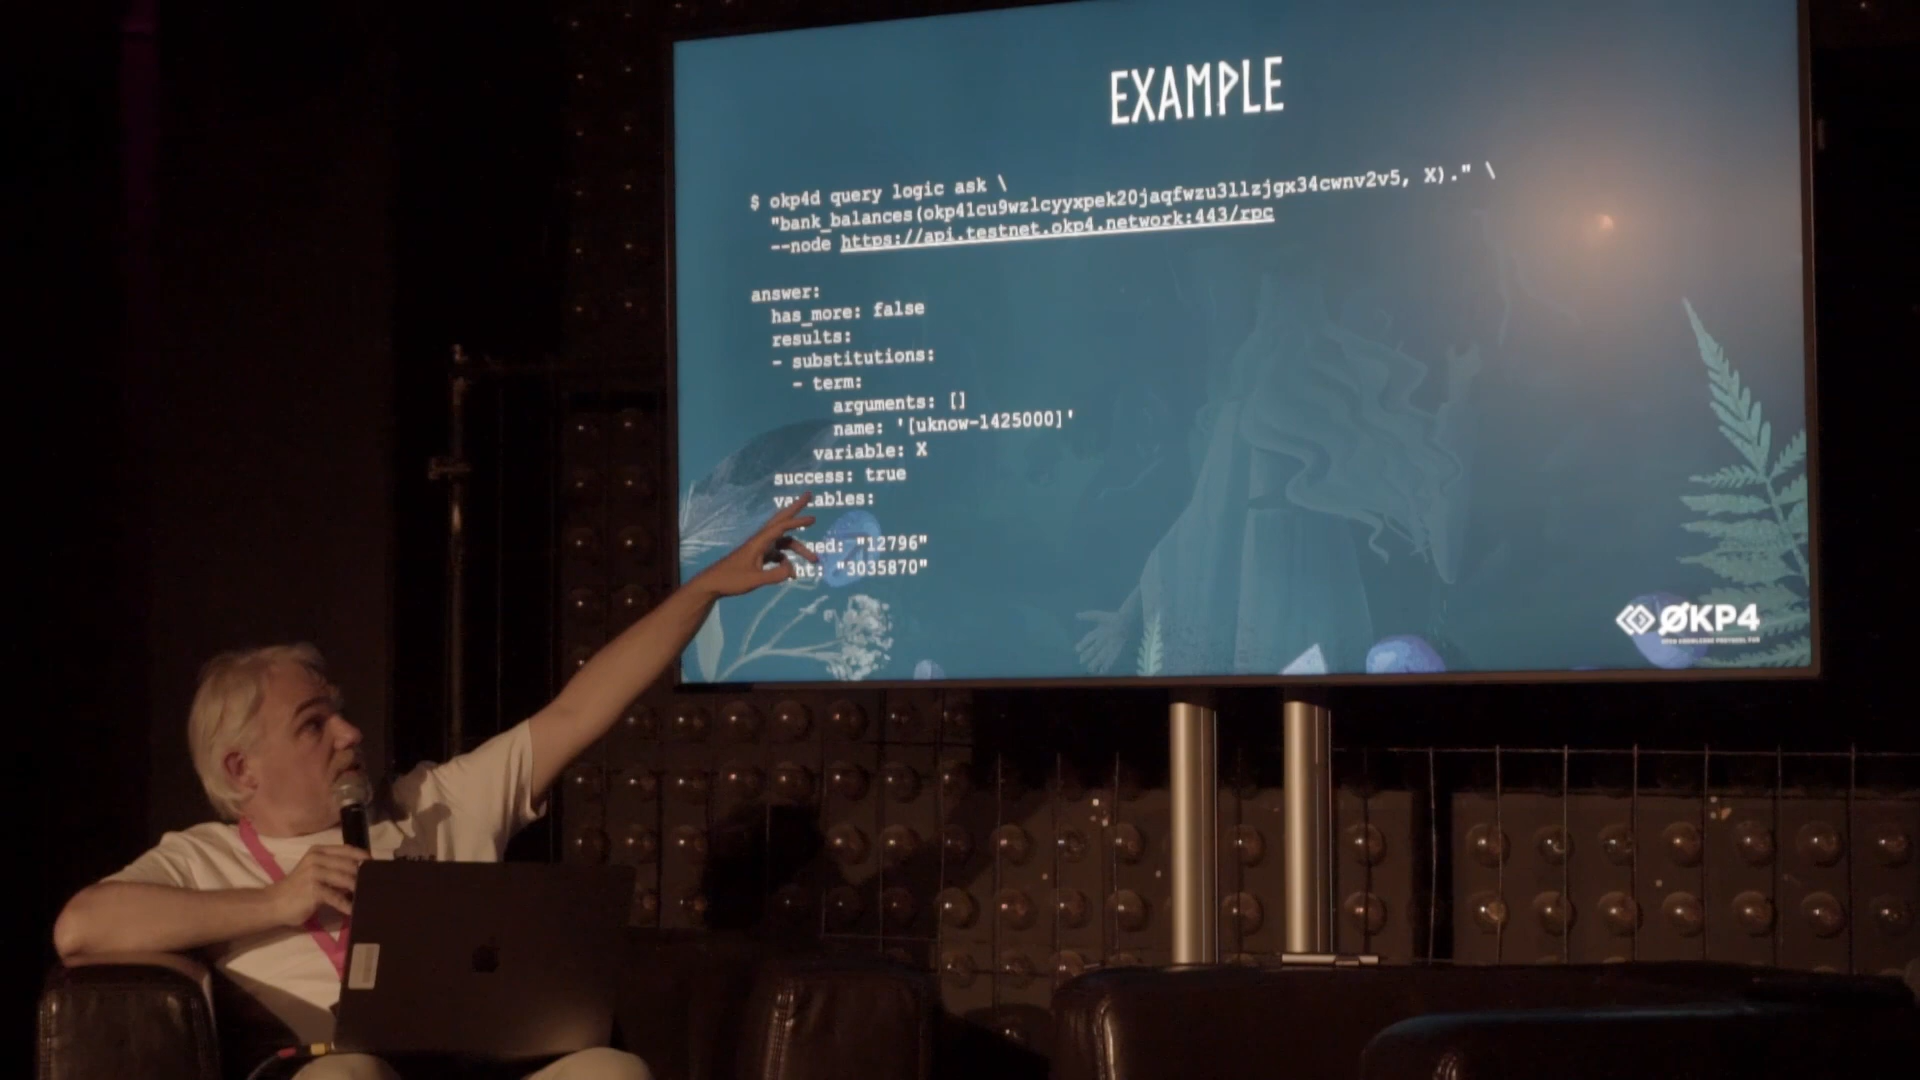 EXAMPLE
$ okp4d query logic ask \
"bank_balances(okp41cu9wzlcyyxpek20jaqfwzu3llzjgx34cwnv2v5, X)." \
--node https://api.testnet.okp4.network:443/rpc
answer:
has_more: false
results:
- substitutions:
- term:
arguments: []
name: '[uknow-1425000]'
variable: X
success: true
"12796"
"3035870"
ØKP4